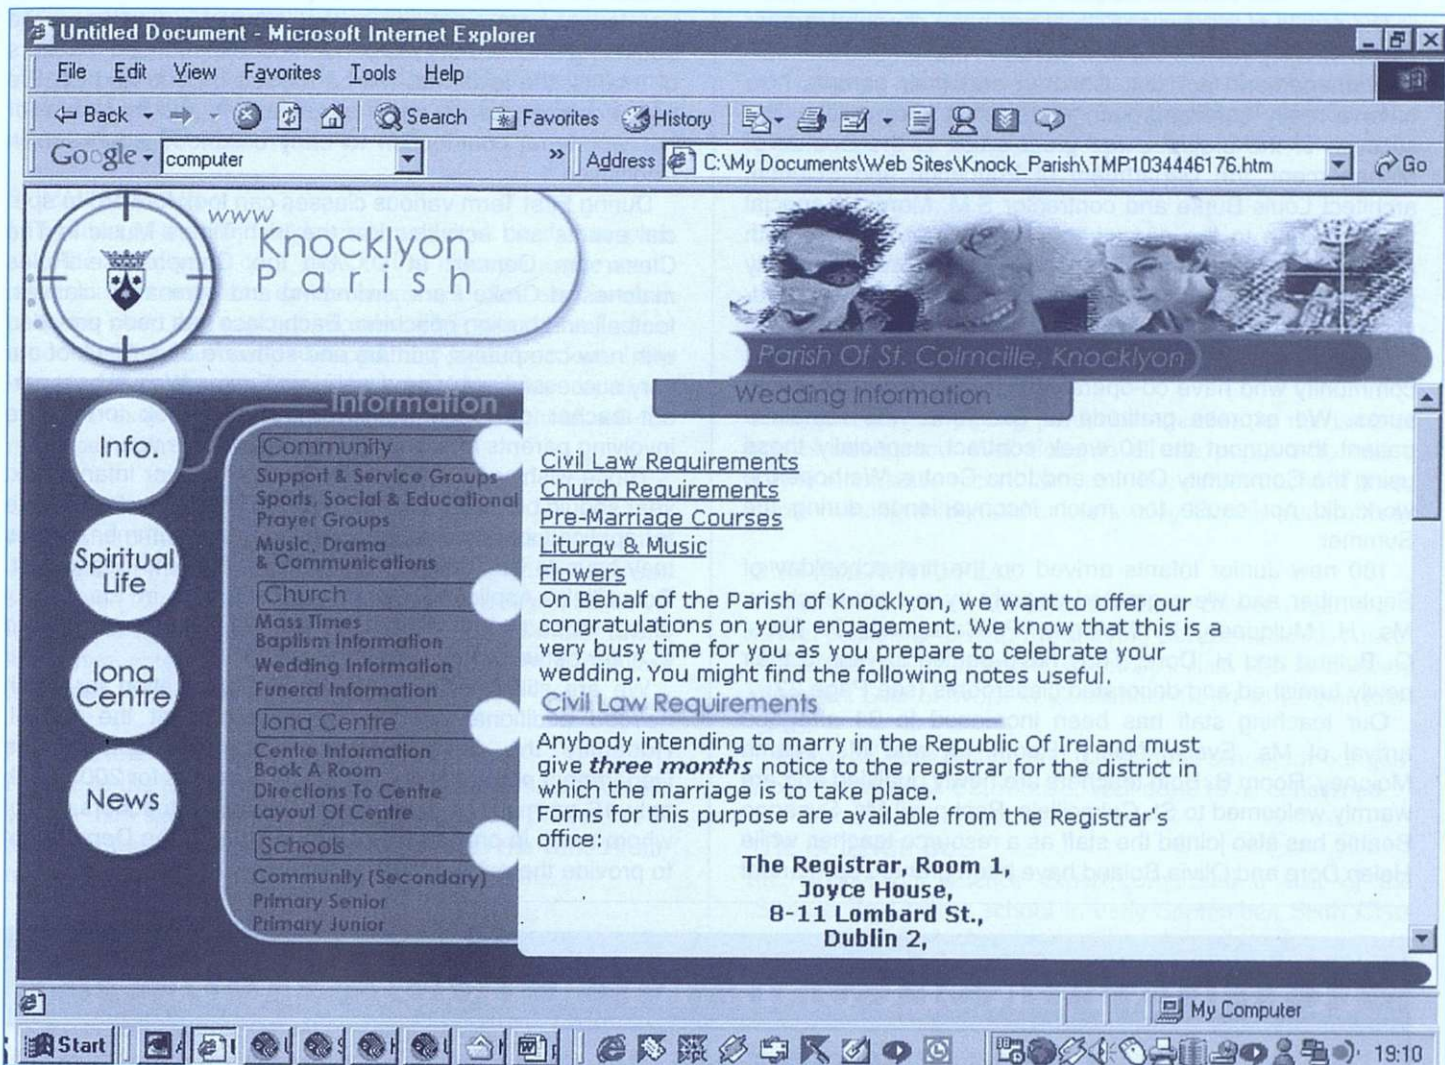 Untitled Document - Microsoft Internet Explorer
File Edit View Favorites Tools Help
Back Search Favorites History
Google computer » Address C:\My Documents\Web Sites\Knock_Parish\TMP1034446176.htm Go
www
Knocklyon
Parish
Parish Of St. Colmcille, Knocklyon
Wedding Information
Information
Info.
Spiritual
Life
Iona
Centre
News
Community
Support & Service Groups
Sports, Social & Educational
Prayer Groups
Music, Drama
& Communications
Church
Mass Times
Baptism Information
Wedding Information
Funeral Information
Iona Centre
Centre Information
Book A Room
Directions To Centre
Layout Of Centre
Schools
Community (Secondary)
Primary Senior
Primary Junior
Civil Law Requirements
Church Requirements
Pre-Marriage Courses
Liturgy & Music
Flowers
On Behalf of the Parish of Knocklyon, we want to offer our
congratulations on your engagement. We know that this is a
very busy time for you as you prepare to celebrate your
wedding. You might find the following notes useful.
Civil Law Requirements
Anybody intending to marry in the Republic Of Ireland must
give three months notice to the registrar for the district in
which the marriage is to take place.
Forms for this purpose are available from the Registrar's
office:
The Registrar, Room 1,
Joyce House,
8-11 Lombard St.,
Dublin 2,
My Computer
Start 19:10